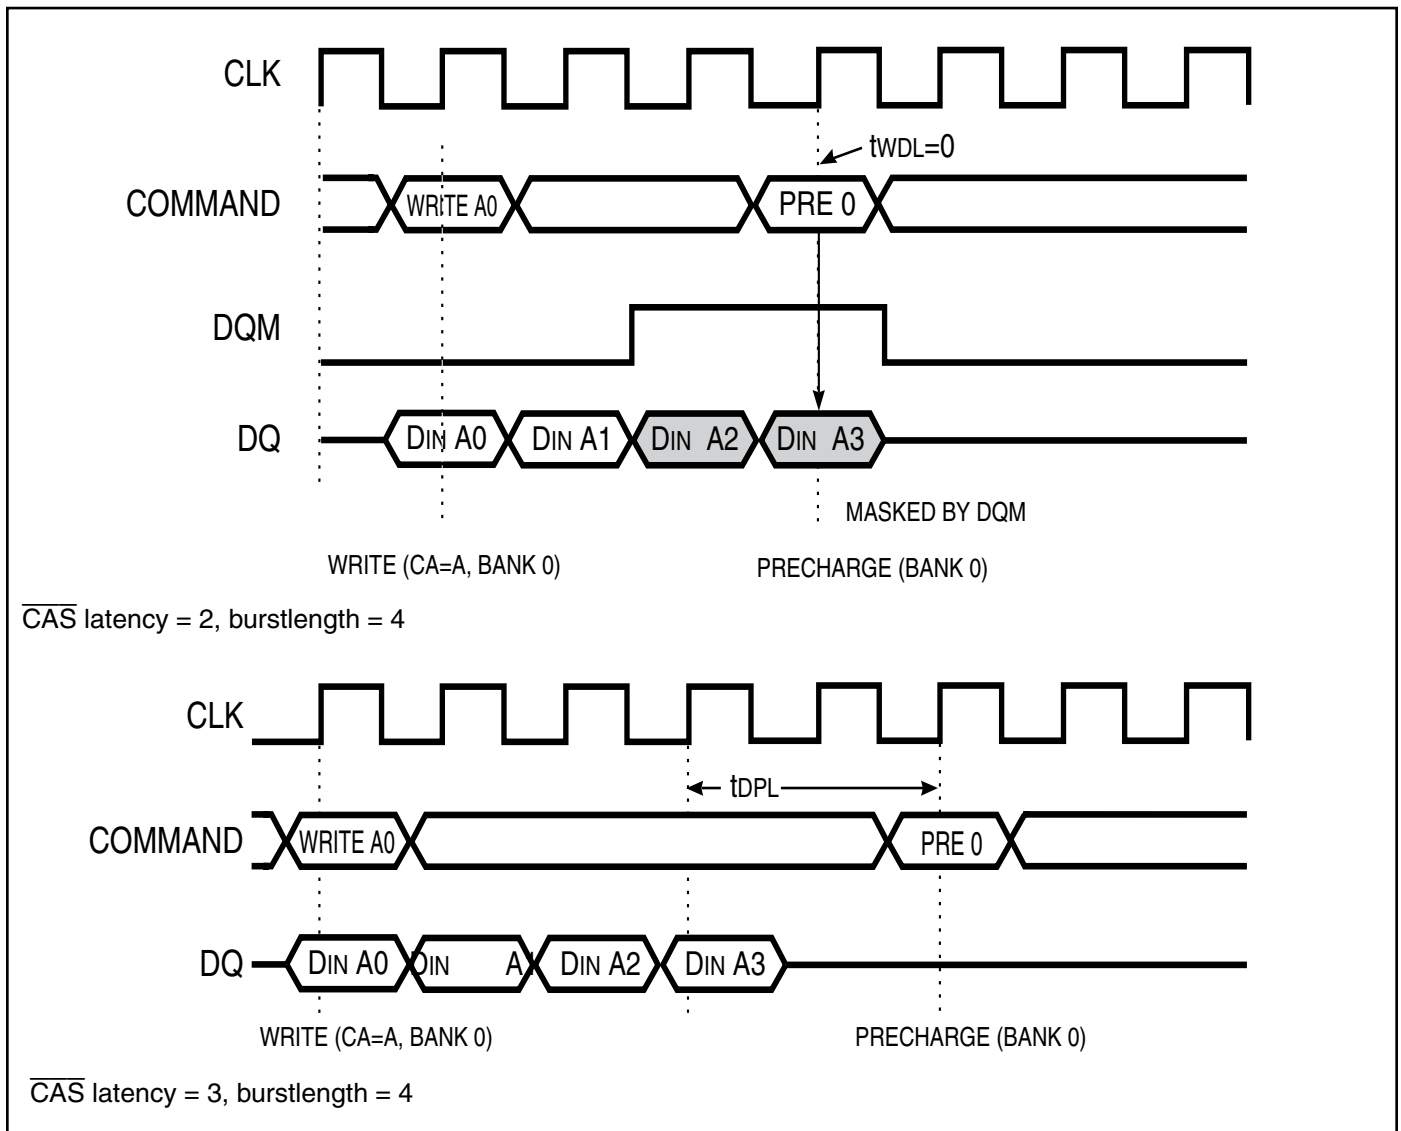 CLK
tWDL=0
COMMAND WRITE A0 PRE 0
DQM
DQ DIN A0 DIN A1 DIN A2 DIN A3
MASKED BY DQM
WRITE (CA=A, BANK 0) PRECHARGE (BANK 0)
CAS latency = 2, burstlength = 4
CLK
tDPL
COMMAND WRITE A0 PRE 0
DQ DIN A0 DIN A DIN A2 DIN A3
WRITE (CA=A, BANK 0) PRECHARGE (BANK 0)
CAS latency = 3, burstlength = 4